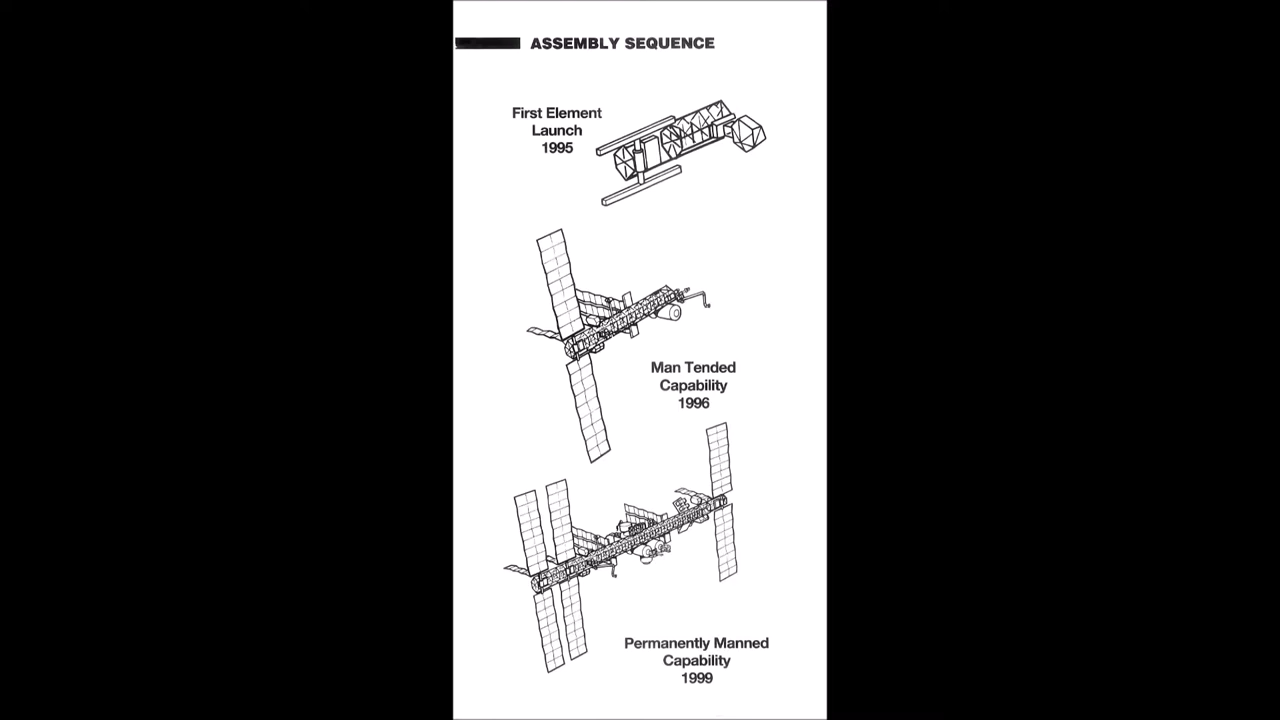 ASSEMBLY SEQUENCE
First Element
Launch
1995
Man Tended
Capability
1996
Permanently Manned
Capability
1999